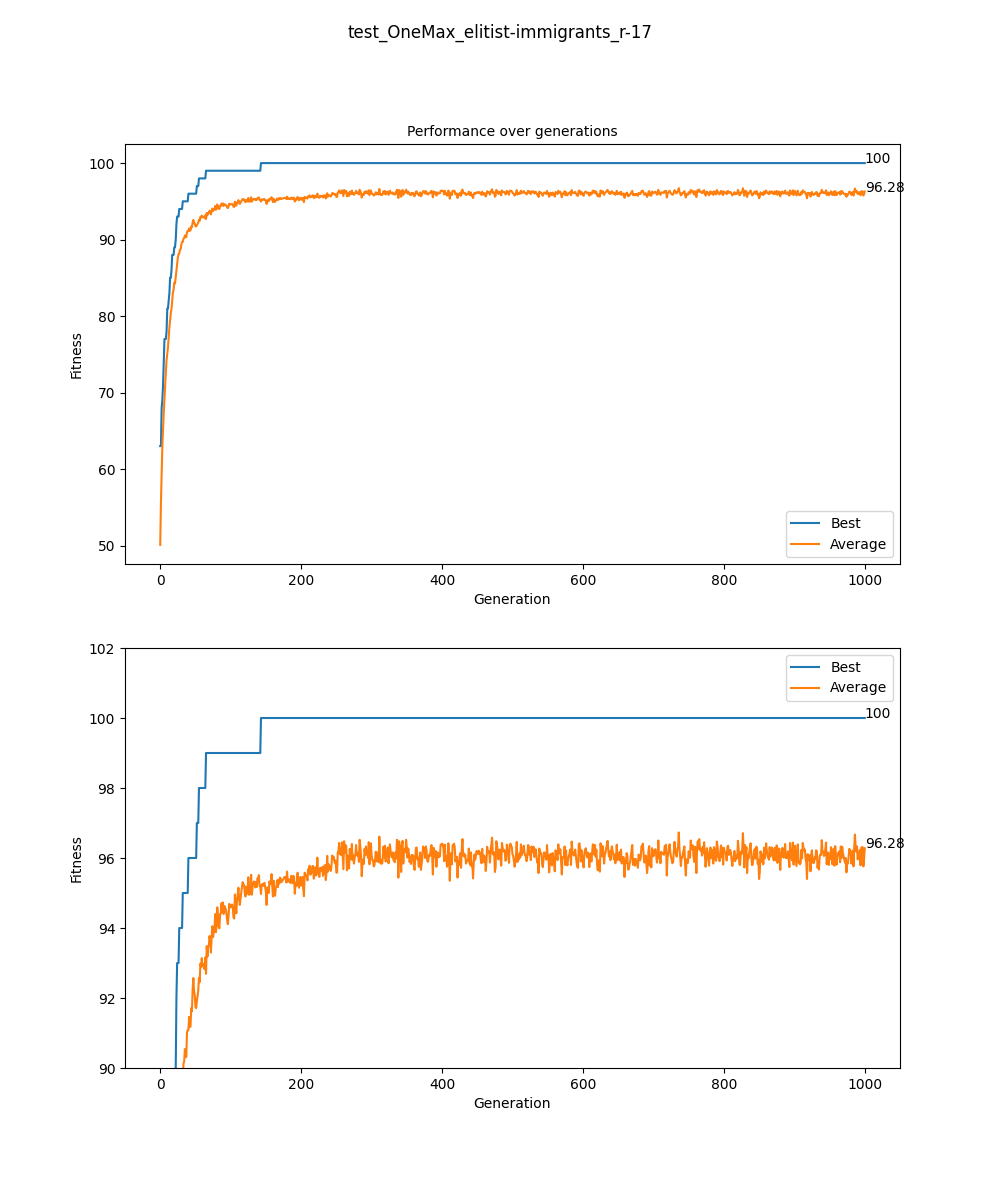 test_OneMax_elitist-immigrants_r-17
Performance over generations
100
90
80
70
60
50
Fitness
100
96.28
Best
Average
0 200 400 600 800 1000
Generation
102
100
98
96
94
92
90
Fitness
Best
Average
100
96.28
0 200 400 600 800 1000
Generation